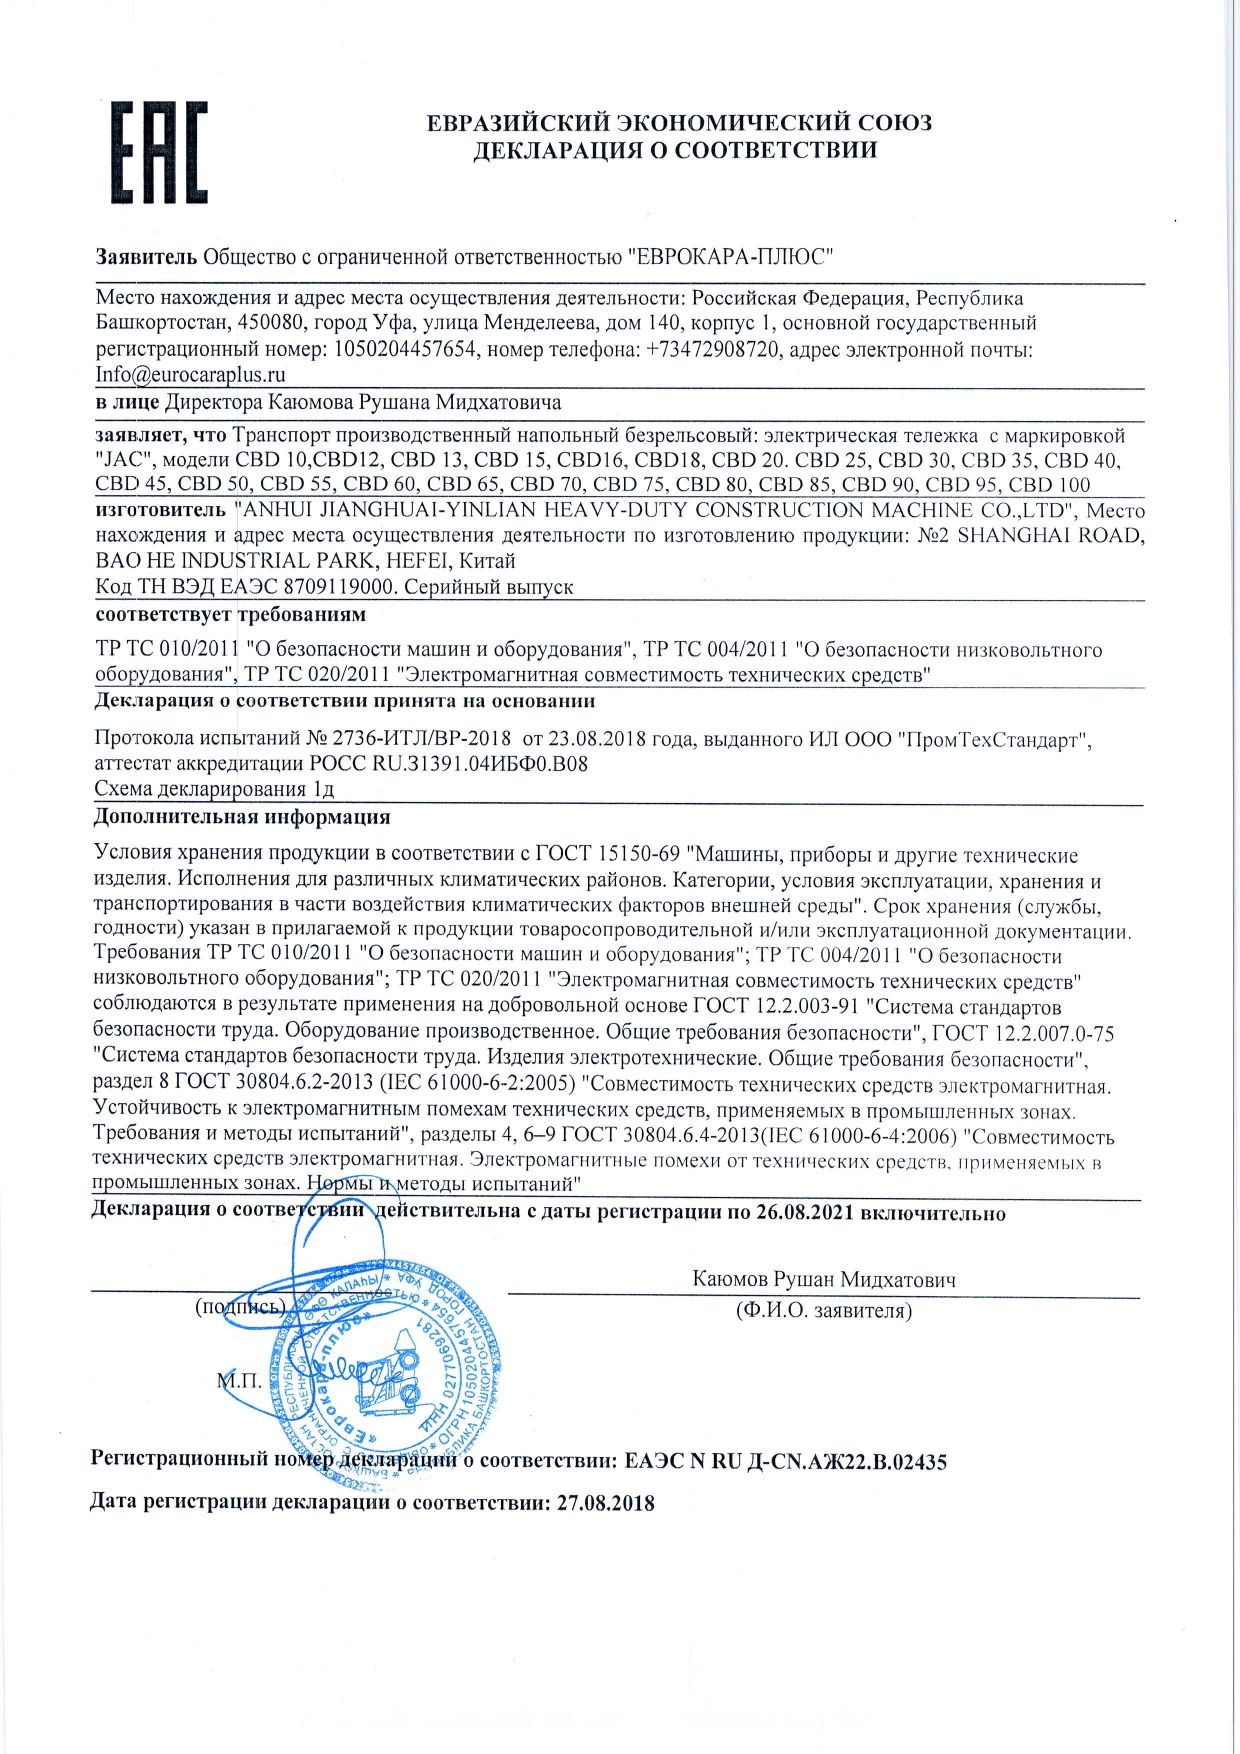 EAC
ЕВРАЗИЙСКИЙ ЭКОНОМИЧЕСКИЙ СОЮЗ
ДЕКЛАРАЦИЯ О СООТВЕТСТВИИ
Заявитель Общество с ограниченной ответственностью "ЕВРОКАРА-ПЛЮС"
Место нахождения и адрес места осуществления деятельности: Российская Федерация, Республика
Башкортостан, 450080, город Уфа, улица Менделеева, дом 140, корпус 1, основной государственный
регистрационный номер: 1050204457654, номер телефона: +73472908720, адрес электронной почты:
Info@eurocaraplus.ru
в лице Директора Каюмова Рушана Мидхатовича
заявляет, что Транспорт производственный напольный безрельсовый: электрическая тележка с маркировкой
"JAC", модели CBD 10,CBD12, CBD 13, CBD 15, CBD16, CBD18, CBD 20. CBD 25, CBD 30, CBD 35, CBD 40,
CBD 45, CBD 50, CBD 55, CBD 60, CBD 65, CBD 70, CBD 75, CBD 80, CBD 85, CBD 90, CBD 95, CBD 100
изготовитель "ANHUI JIANGHUAI-YINLIAN HEAVY-DUTY CONSTRUCTION MACHINE CO.,LTD", Место
нахождения и адрес места осуществления деятельности по изготовлению продукции: №2 SHANGHAI ROAD,
BAO HE INDUSTRIAL PARK, HEFEI, Китай
Код ТН ВЭД ЕАЭС 8709119000. Серийный выпуск
соответствует требованиям
ТР ТС 010/2011 "О безопасности машин и оборудования", ТР ТС 004/2011 "О безопасности низковольтного
оборудования", ТР ТС 020/2011 "Электромагнитная совместимость технических средств"
Декларация о соответствии принята на основании
Протокола испытаний № 2736-ИТЛ/ВР-2018 от 23.08.2018 года, выданного ИЛ ООО "ПромТехСтандарт",
аттестат аккредитации РОСС RU.31391.04ИБФ0.В08
Схема декларирования 1д
Дополнительная информация
Условия хранения продукции в соответствии с ГОСТ 15150-69 "Машины, приборы и другие технические
изделия. Исполнения для различных климатических районов. Категории, условия эксплуатации, хранения и
транспортирования в части воздействия климатических факторов внешней среды". Срок хранения (службы,
годности) указан в прилагаемой к продукции товаросопроводительной и/или эксплуатационной документации.
Требования ТР ТС 010/2011 "О безопасности машин и оборудования"; ТР ТС 004/2011 "О безопасности
низковольтного оборудования"; ТР ТС 020/2011 "Электромагнитная совместимость технических средств"
соблюдаются в результате применения на добровольной основе ГОСТ 12.2.003-91 "Система стандартов
безопасности труда. Оборудование производственное. Общие требования безопасности", ГОСТ 12.2.007.0-75
"Система стандартов безопасности труда. Изделия электротехнические. Общие требования безопасности",
раздел 8 ГОСТ 30804.6.2-2013 (IEC 61000-6-2:2005) "Совместимость технических средств электромагнитная.
Устойчивость к электромагнитным помехам технических средств, применяемых в промышленных зонах.
Требования и методы испытаний", разделы 4, 6–9 ГОСТ 30804.6.4-2013(IEC 61000-6-4:2006) "Совместимость
технических средств электромагнитная. Электромагнитные помехи от технических средств, применяемых в
промышленных зонах. Нормы и методы испытаний"
Декларация о соответствии действительна с даты регистрации по 26.08.2021 включительно
Каюмов Рушан Мидхатович
(подпись)
(Ф.И.О. заявителя)
М.П.
«Еврокара-плюс»
ИНН 0277069281
ОГРН 1050204457654
РЕСПУБЛИКА БАШКОРТОСТАН * ГОРОД УФА
Регистрационный номер декларации о соответствии: ЕАЭС N RU Д-CN.АЖ22.В.02435
Дата регистрации декларации о соответствии: 27.08.2018